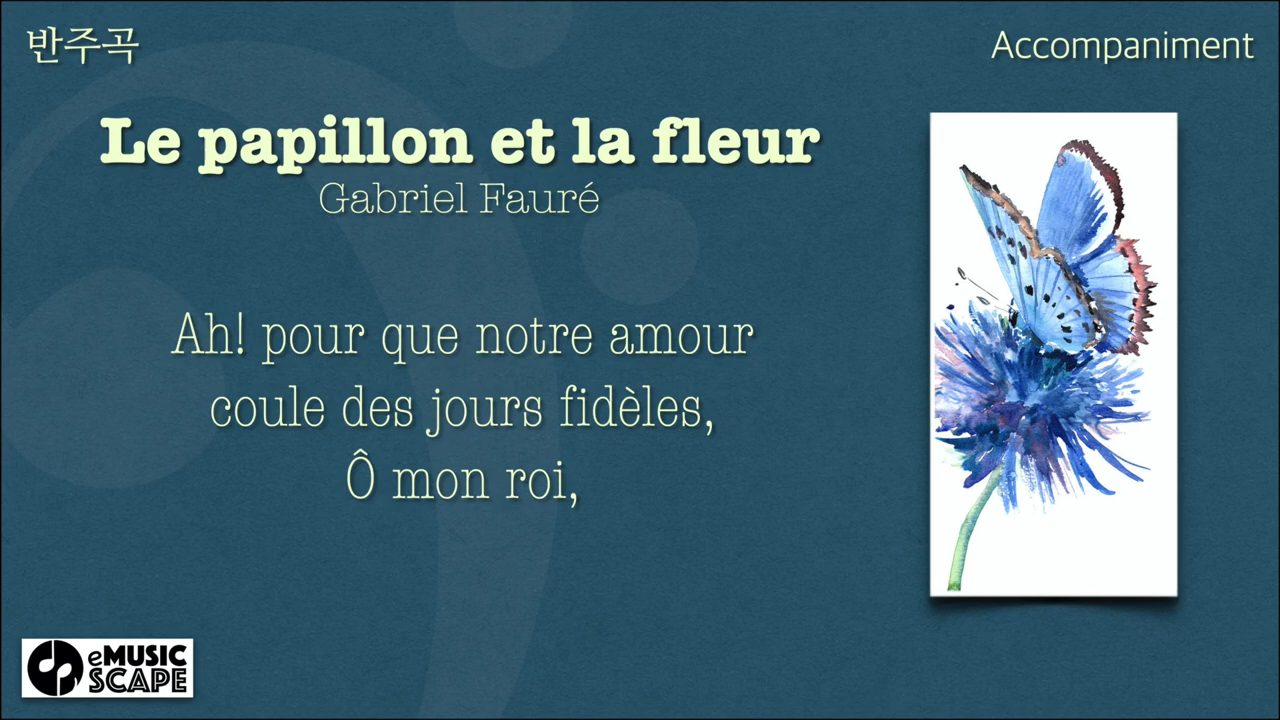 반주곡
Accompaniment
Le papillon et la fleur
Gabriel Fauré
Ah! pour que notre amour
coule des jours fidèles,
Ô mon roi,
eMUSIC
SCAPE